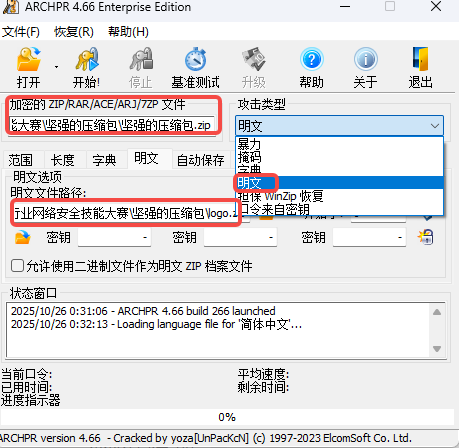 ARCHPR 4.66 Enterprise Edition
文件(F) 恢复(R) 帮助(H)
打开 开始! 停止 基准测试 升级 帮助 关于 退出
加密的 ZIP/RAR/ACE/ARJ/7ZP 文件
能大赛\坚强的压缩包\坚强的压缩包.zip
攻击类型
明文
暴力
掩码
字典
明文
担保 WinZip 恢复
口令来自密钥
范围 长度 字典 明文 自动保存
明文选项
明文文件路径:
行业网络安全技能大赛\坚强的压缩包\logo.z
密钥 - 密钥 - 密钥 -
允许使用二进制文件作为明文 ZIP 档案文件
状态窗口
2025/10/26 0:31:06 - ARCHPR 4.66 build 266 launched
2025/10/26 0:32:13 - Loading language file for '简体中文'...
当前口令: 平均速度:
已用时间: 剩余时间:
进度指示器
0%
ARCHPR version 4.66 - Cracked by yoza[UnPacKcN] (c) 1997-2023 ElcomSoft Co. Ltd.